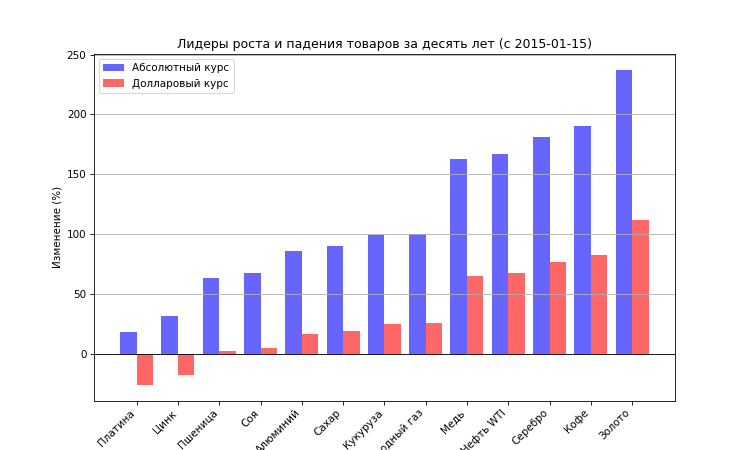 Лидеры роста и падения товаров за десять лет (с 2015-01-15)
Абсолютный курс
Долларовый курс
Изменение (%)
250
200
150
100
50
0
Платина
Цинк
Пшеница
Соя
Алюминий
Сахар
Кукуруза
одный газ
Медь
Нефть WTI
Серебро
Кофе
Золото